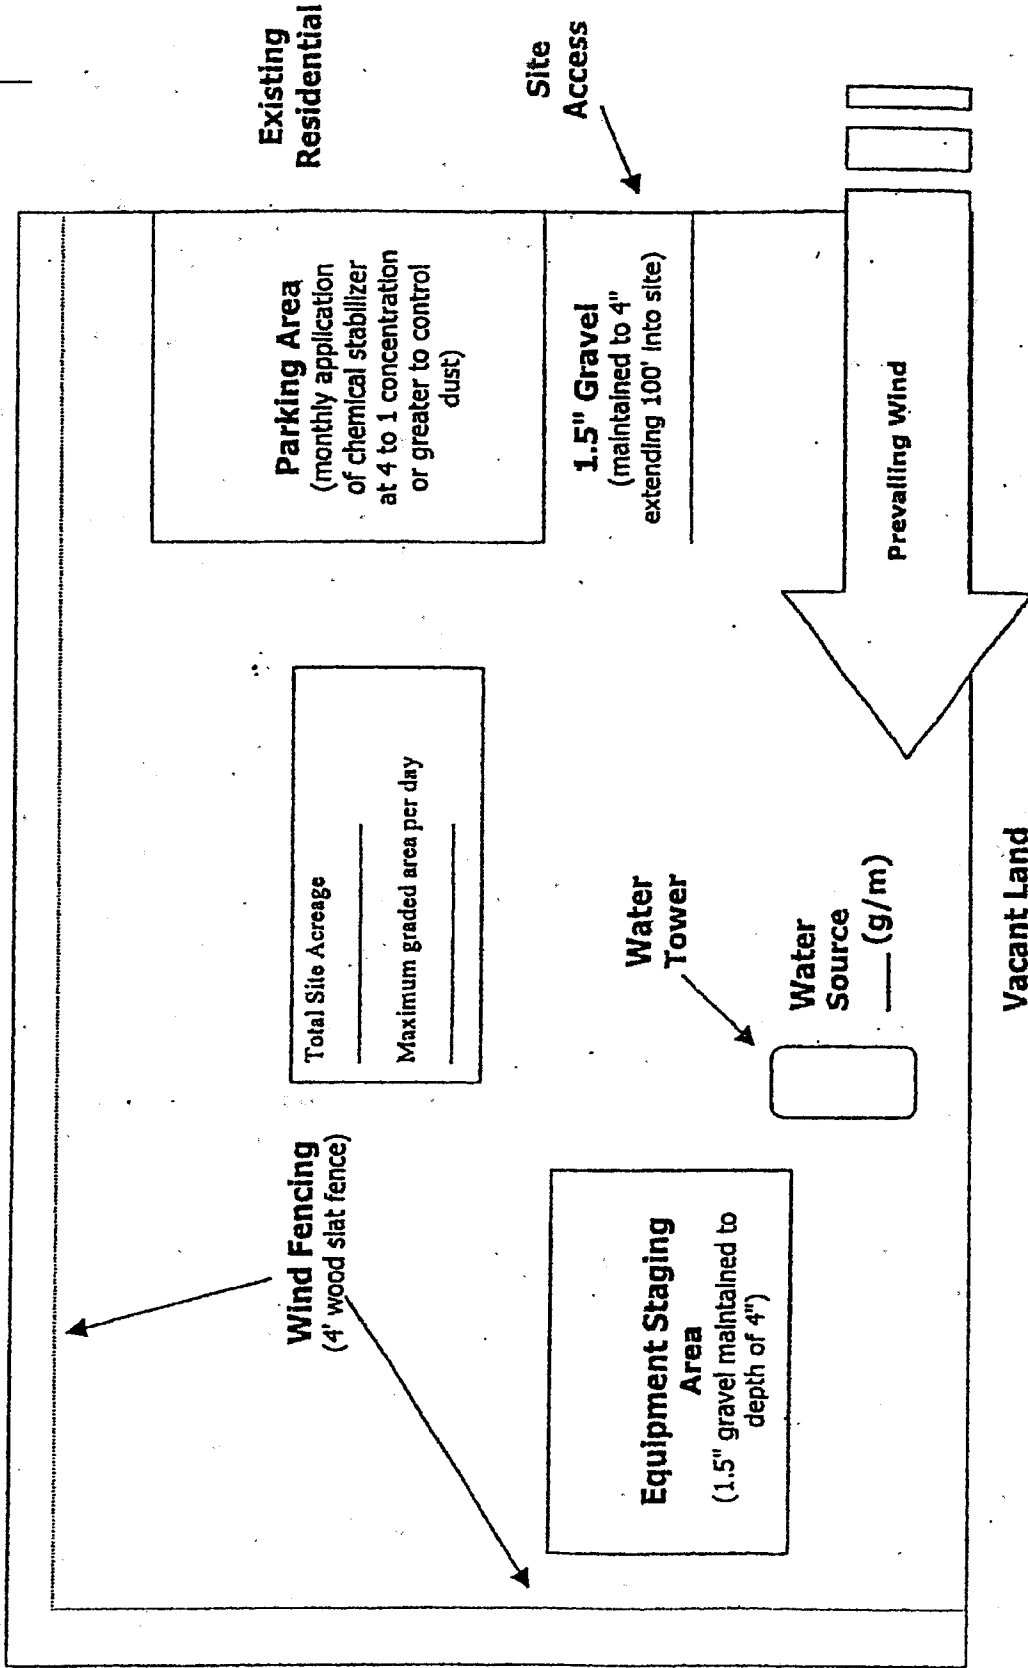 Existing
Residential
Site
Access
Parking Area
(monthly application
of chemical stabilizer
at 4 to 1 concentration
or greater to control
dust)
1.5" Gravel
(maintained to 4"
extending 100' into site)
Prevailing Wind
Total Site Acreage
Maximum graded area per day
Water
Tower
Water
Source
___ (g/m)
Vacant Land
Wind Fencing
(4' wood slat fence)
Equipment Staging
Area
(1.5" gravel maintained to
depth of 4")